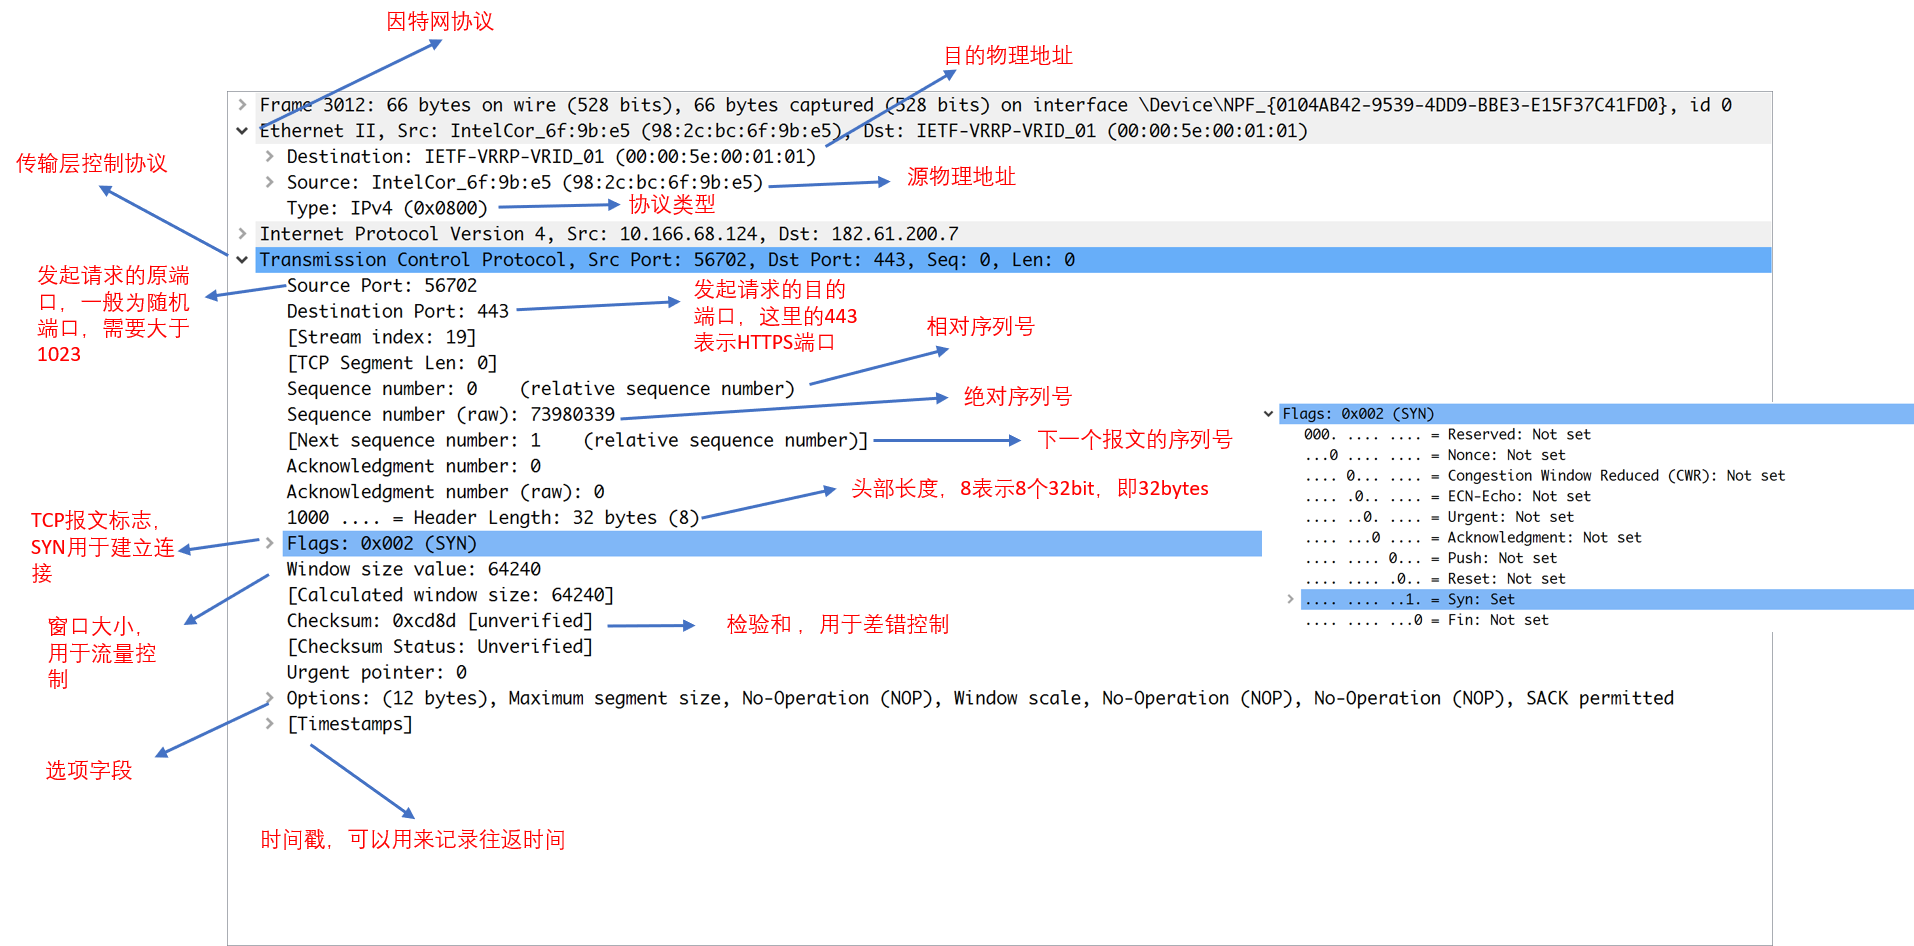 因特网协议
目的物理地址
Frame 3012: 66 bytes on wire (528 bits), 66 bytes captured (528 bits) on interface \Device\NPF_{0104AB42-9539-4DD9-BBE3-E15F37C41FD0}, id 0
Ethernet II, Src: IntelCor_6f:9b:e5 (98:2c:bc:6f:9b:e5), Dst: IETF-VRRP-VRID_01 (00:00:5e:00:01:01)
Destination: IETF-VRRP-VRID_01 (00:00:5e:00:01:01)
传输层控制协议
Source: IntelCor_6f:9b:e5 (98:2c:bc:6f:9b:e5)
源物理地址
Type: IPv4 (0x0800)
协议类型
Internet Protocol Version 4, Src: 10.166.68.124, Dst: 182.61.200.7
Transmission Control Protocol, Src Port: 56702, Dst Port: 443, Seq: 0, Len: 0
发起请求的原端
口，一般为随机
端口，需要大于
1023
Source Port: 56702
Destination Port: 443
发起请求的目的
端口，这里的443
表示HTTPS端口
[Stream index: 19]
[TCP Segment Len: 0]
相对序列号
Sequence number: 0    (relative sequence number)
Sequence number (raw): 73980339
绝对序列号
[Next sequence number: 1    (relative sequence number)]
下一个报文的序列号
Acknowledgment number: 0
Acknowledgment number (raw): 0
头部长度，8表示8个32bit，即32bytes
1000 .... = Header Length: 32 bytes (8)
TCP报文标志，
SYN用于建立连
接
Flags: 0x002 (SYN)
Window size value: 64240
[Calculated window size: 64240]
窗口大小，
用于流量控
制
Checksum: 0xcd8d [unverified]
检验和 ，用于差错控制
[Checksum Status: Unverified]
Urgent pointer: 0
Options: (12 bytes), Maximum segment size, No-Operation (NOP), Window scale, No-Operation (NOP), No-Operation (NOP), SACK permitted
[Timestamps]
选项字段
时间戳，可以用来记录往返时间
Flags: 0x002 (SYN)
000. .... .... = Reserved: Not set
...0 .... .... = Nonce: Not set
.... 0... .... = Congestion Window Reduced (CWR): Not set
.... .0.. .... = ECN-Echo: Not set
.... ..0. .... = Urgent: Not set
.... ...0 .... = Acknowledgment: Not set
.... .... 0... = Push: Not set
.... .... .0.. = Reset: Not set
.... .... ..1. = Syn: Set
.... .... ...0 = Fin: Not set